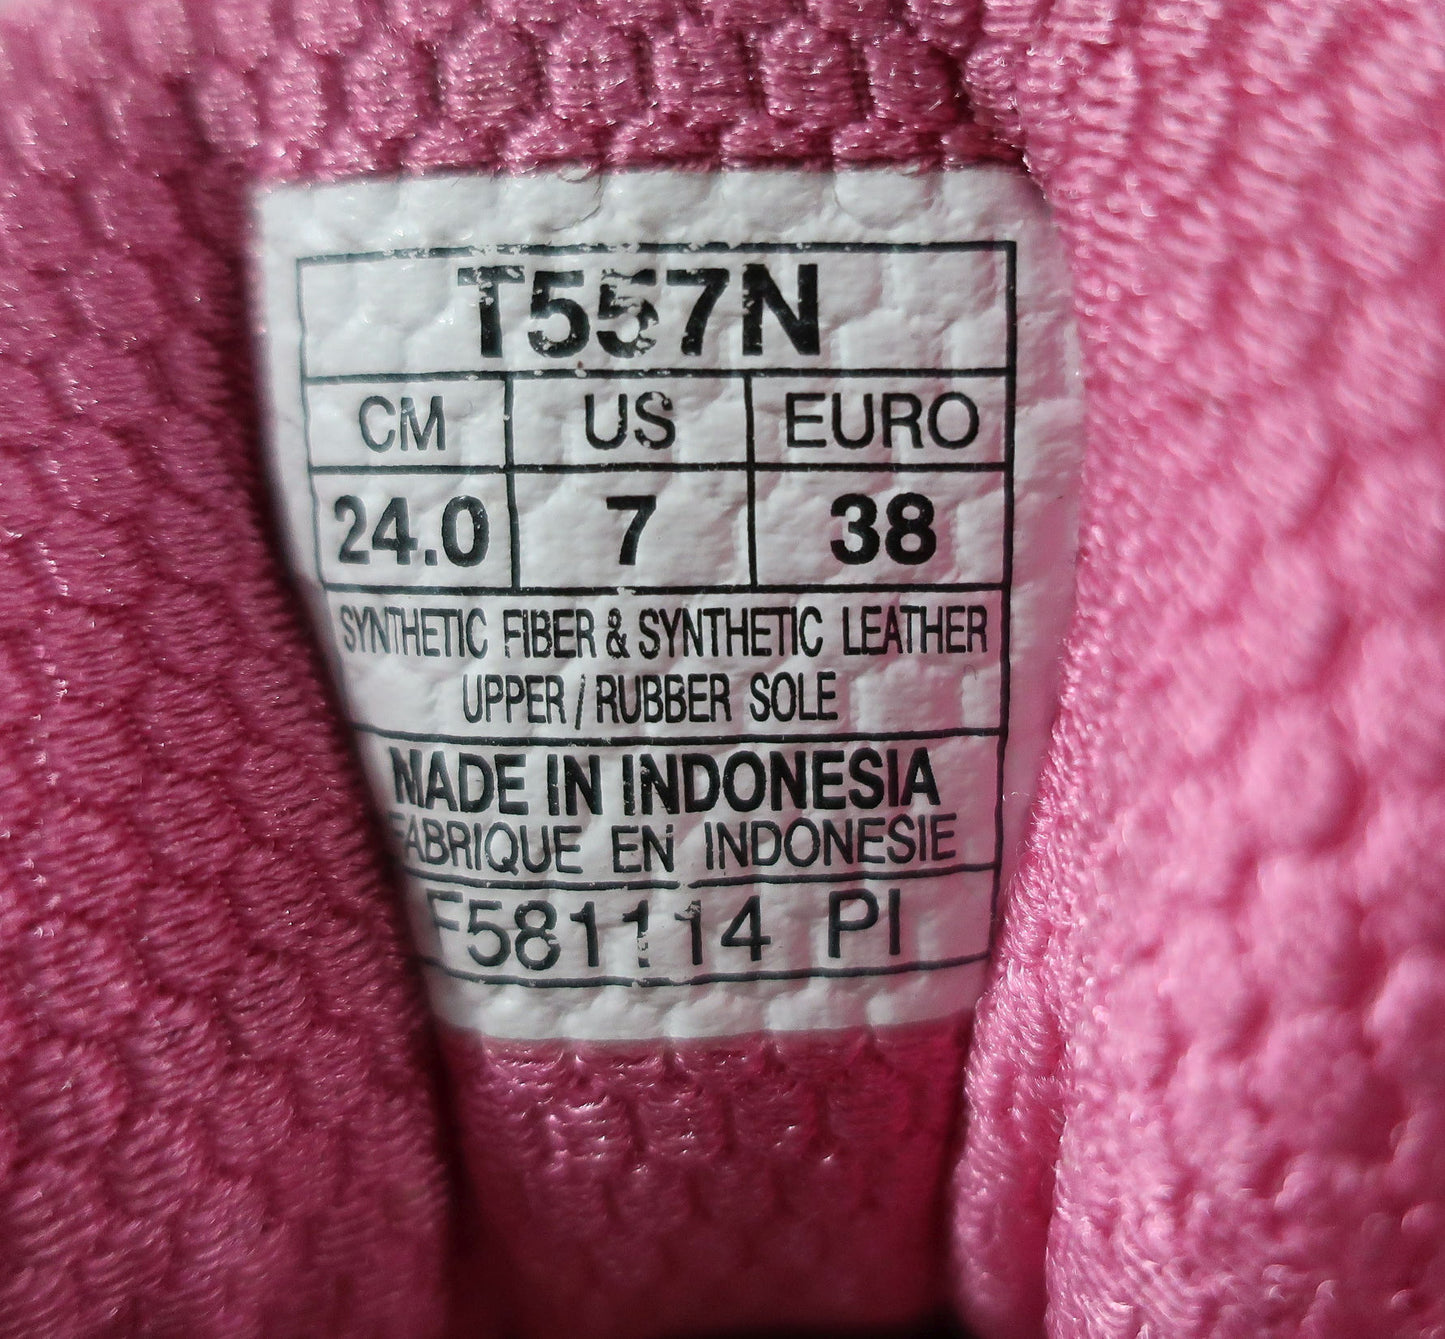 T557N
CM US EURO
24.0 7 38
SYNTHETIC FIBER & SYNTHETIC LEATHER
UPPER / RUBBER SOLE
MADE IN INDONESIA
FABRIQUE EN INDONESIE
F581114 PI